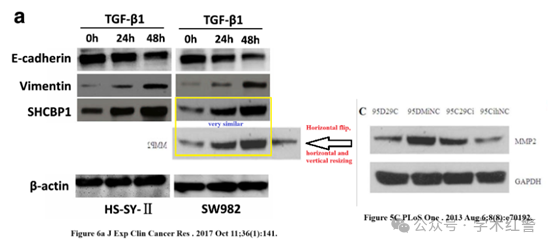 a
TGF-β1 TGF-β1
0h 24h 48h 0h 24h 48h
E-cadherin
Vimentin
SHCBP1
very similar
Horizontal flip,
horizontal and
vertical resizing
β-actin
HS-SY-Ⅱ SW982
Figure 6a J Exp Clin Cancer Res . 2017 Oct 11;36(1):141.
C 95D29C 95DMiNC 95C29Ci 95CihNC
MMP2
GAPDH
Figure 5C PLoS One . 2013 Aug 6;8(8):e70192.
公众号 · 学术红警